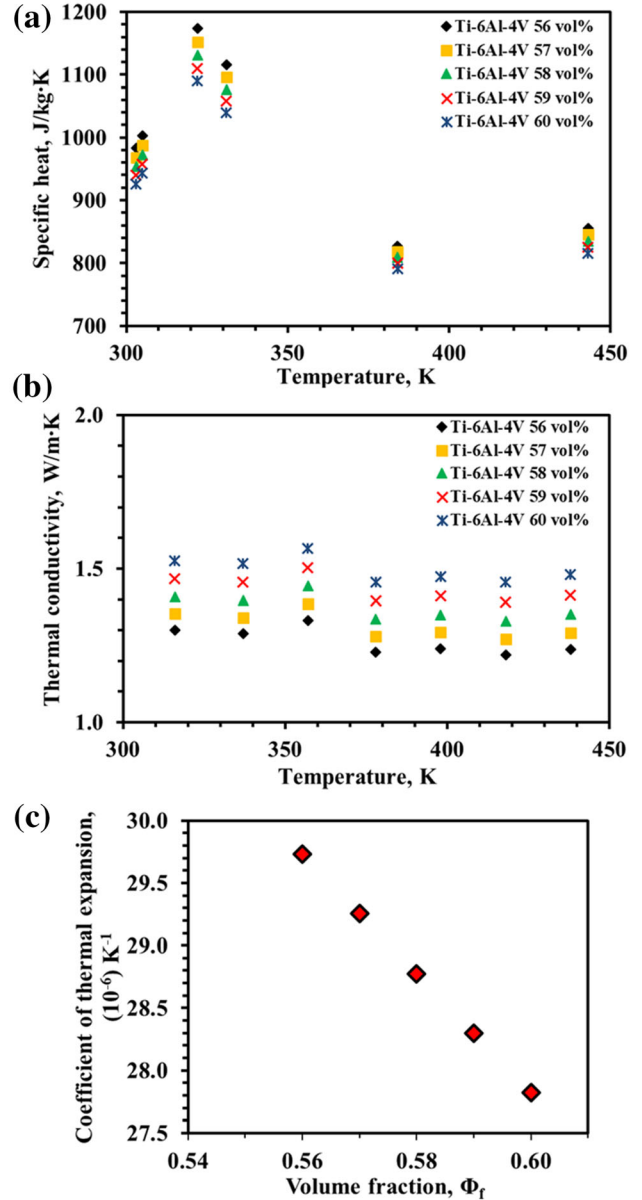 (a)
1200
1100
1000
900
800
700
Specific heat, J/kg·K
Ti-6Al-4V 56 vol%
Ti-6Al-4V 57 vol%
Ti-6Al-4V 58 vol%
Ti-6Al-4V 59 vol%
Ti-6Al-4V 60 vol%
300
350
400
450
Temperature, K
(b)
2.0
1.5
1.0
Thermal conductivity, W/m·K
Ti-6Al-4V 56 vol%
Ti-6Al-4V 57 vol%
Ti-6Al-4V 58 vol%
Ti-6Al-4V 59 vol%
Ti-6Al-4V 60 vol%
300
350
400
450
Temperature, K
(c)
30.0
29.5
29.0
28.5
28.0
27.5
Coefficient of thermal expansion,
(10⁻⁶) K⁻¹
0.54
0.56
0.58
0.60
Volume fraction, Φf